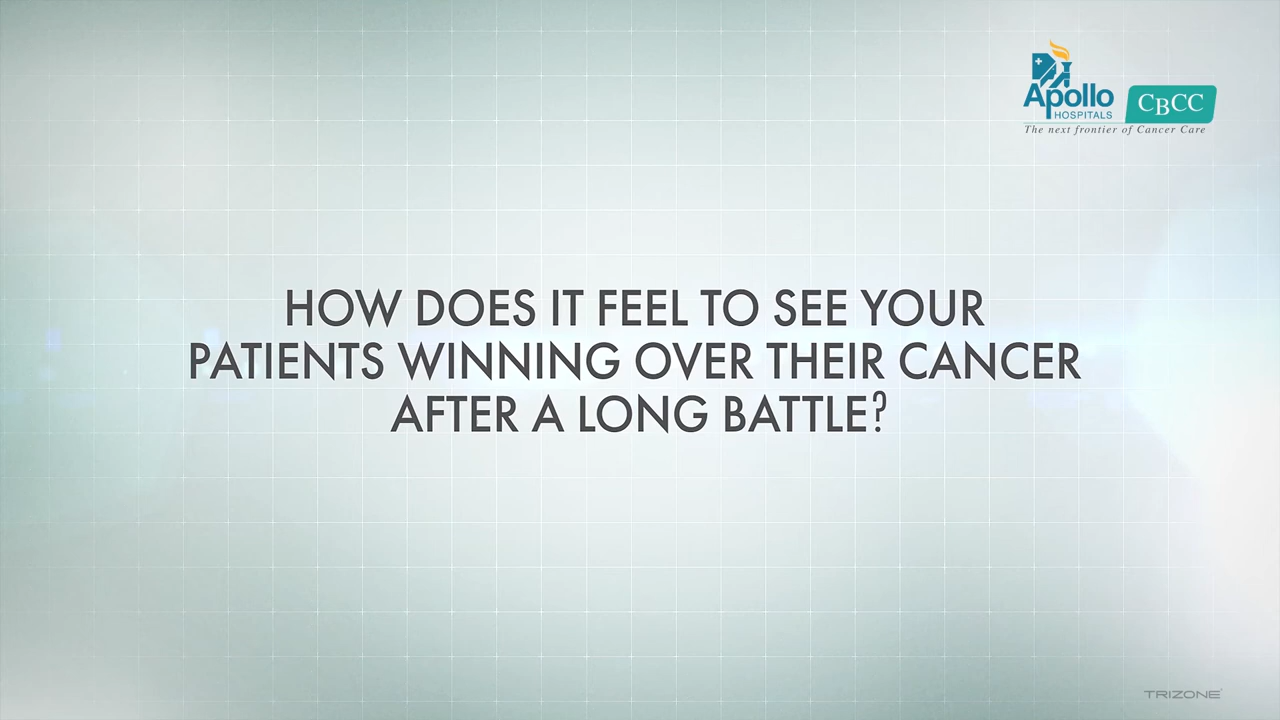 Apollo
HOSPITALS
CBCC
The next frontier of Cancer Care
HOW DOES IT FEEL TO SEE YOUR
PATIENTS WINNING OVER THEIR CANCER
AFTER A LONG BATTLE?
TRIZONE